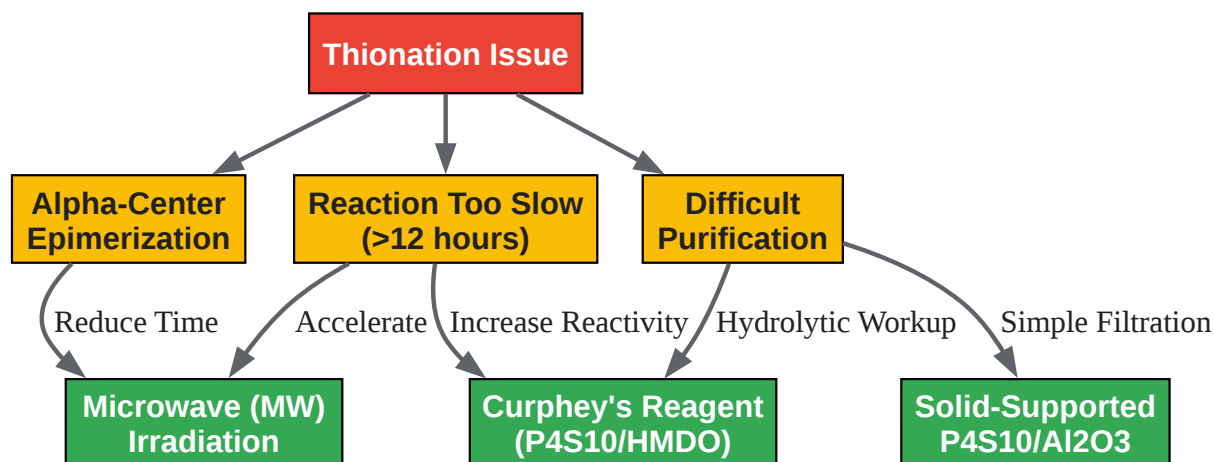 Thionation Issue
Alpha-Center
Epimerization
Reaction Too Slow
(>12 hours)
Difficult
Purification
Reduce Time
Accelerate
Increase Reactivity
Hydrolytic Workup
Simple Filtration
Microwave (MW)
Irradiation
Curphey's Reagent
(P4S10/HMDO)
Solid-Supported
P4S10/Al2O3